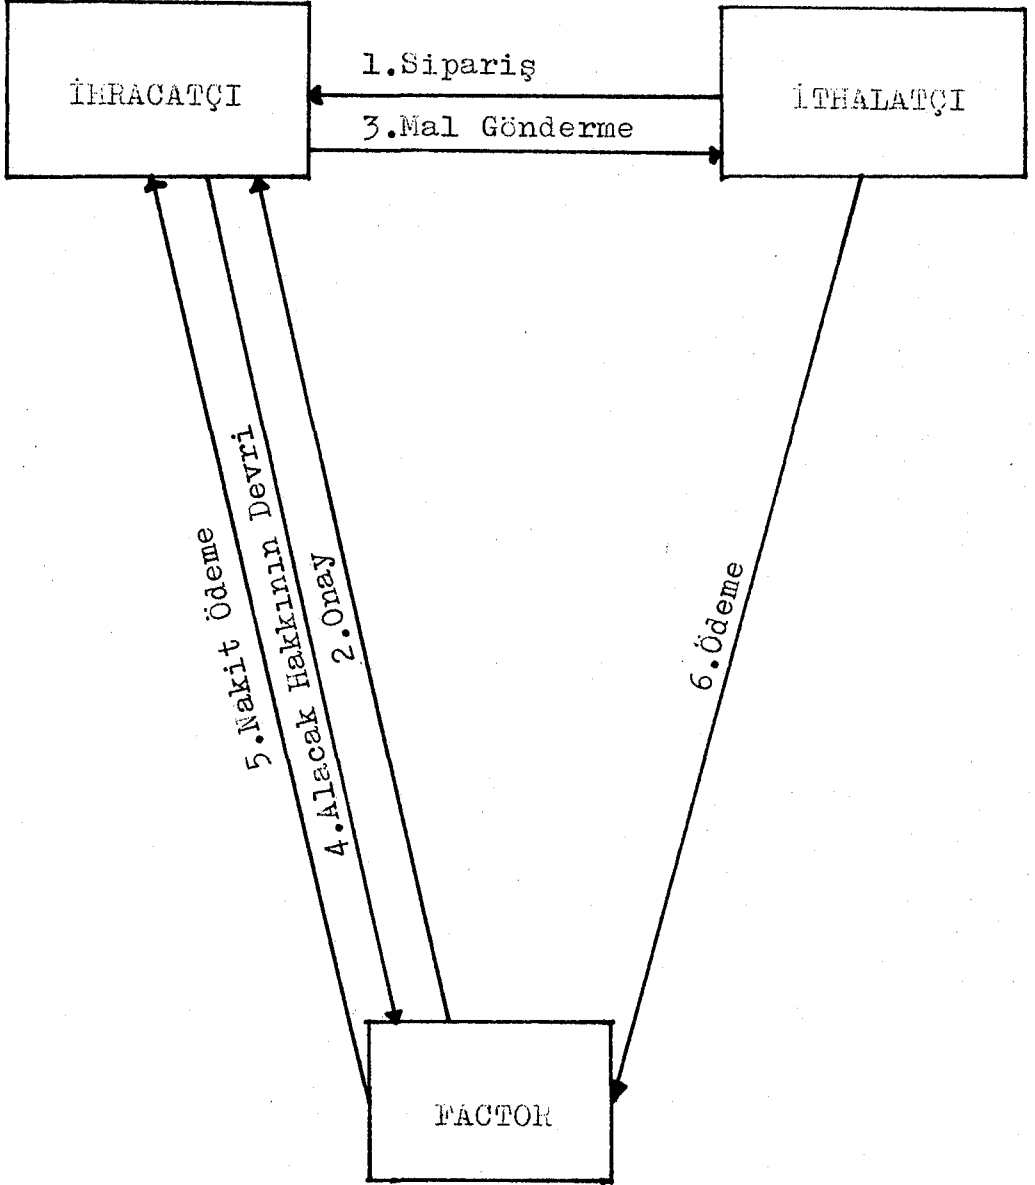 İHRACATÇI
1.Sipariş
İTHALATÇI
3.Mal Gönderme
5.Nakit Ödeme
4.Alacak Hakkının Devri
2.Onay
6.Ödeme
FACTOR